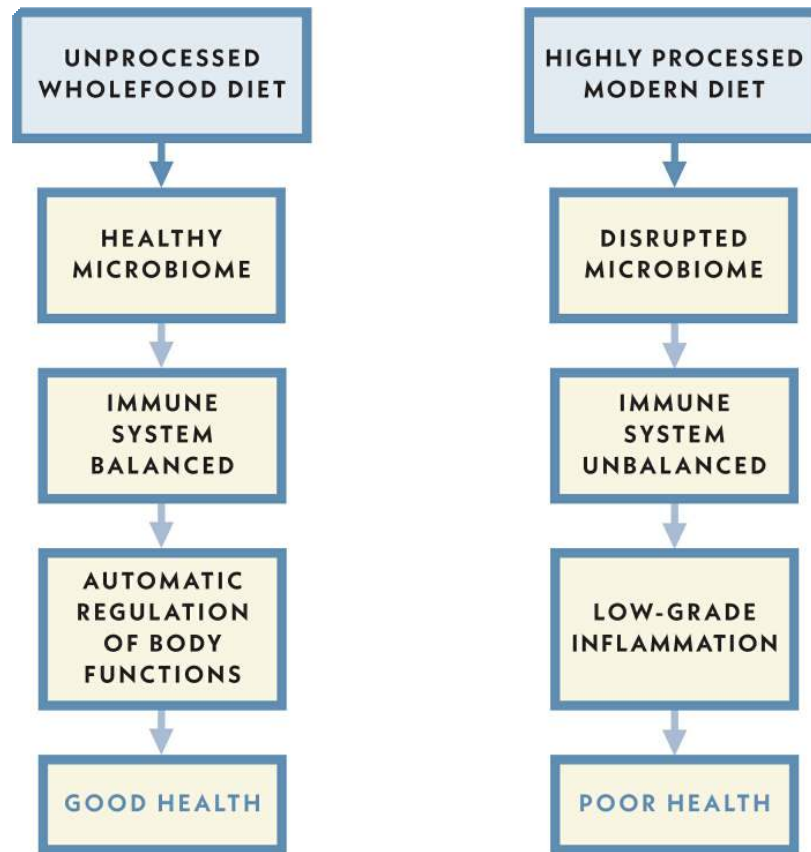 UNPROCESSED
WHOLEFOOD DIET
HEALTHY
MICROBIOME
IMMUNE
SYSTEM
BALANCED
AUTOMATIC
REGULATION
OF BODY
FUNCTIONS
GOOD HEALTH
HIGHLY PROCESSED
MODERN DIET
DISRUPTED
MICROBIOME
IMMUNE
SYSTEM
UNBALANCED
LOW-GRADE
INFLAMMATION
POOR HEALTH